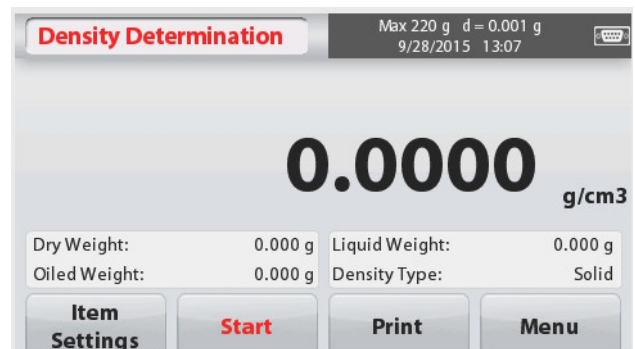 Density Determination
Max 220 g d = 0.001 g
9/28/2015 13:07
0.0000
g/cm3
Dry Weight: 0.000 g Liquid Weight: 0.000 g
Oiled Weight: 0.000 g Density Type: Solid
Item
Settings
Start
Print
Menu